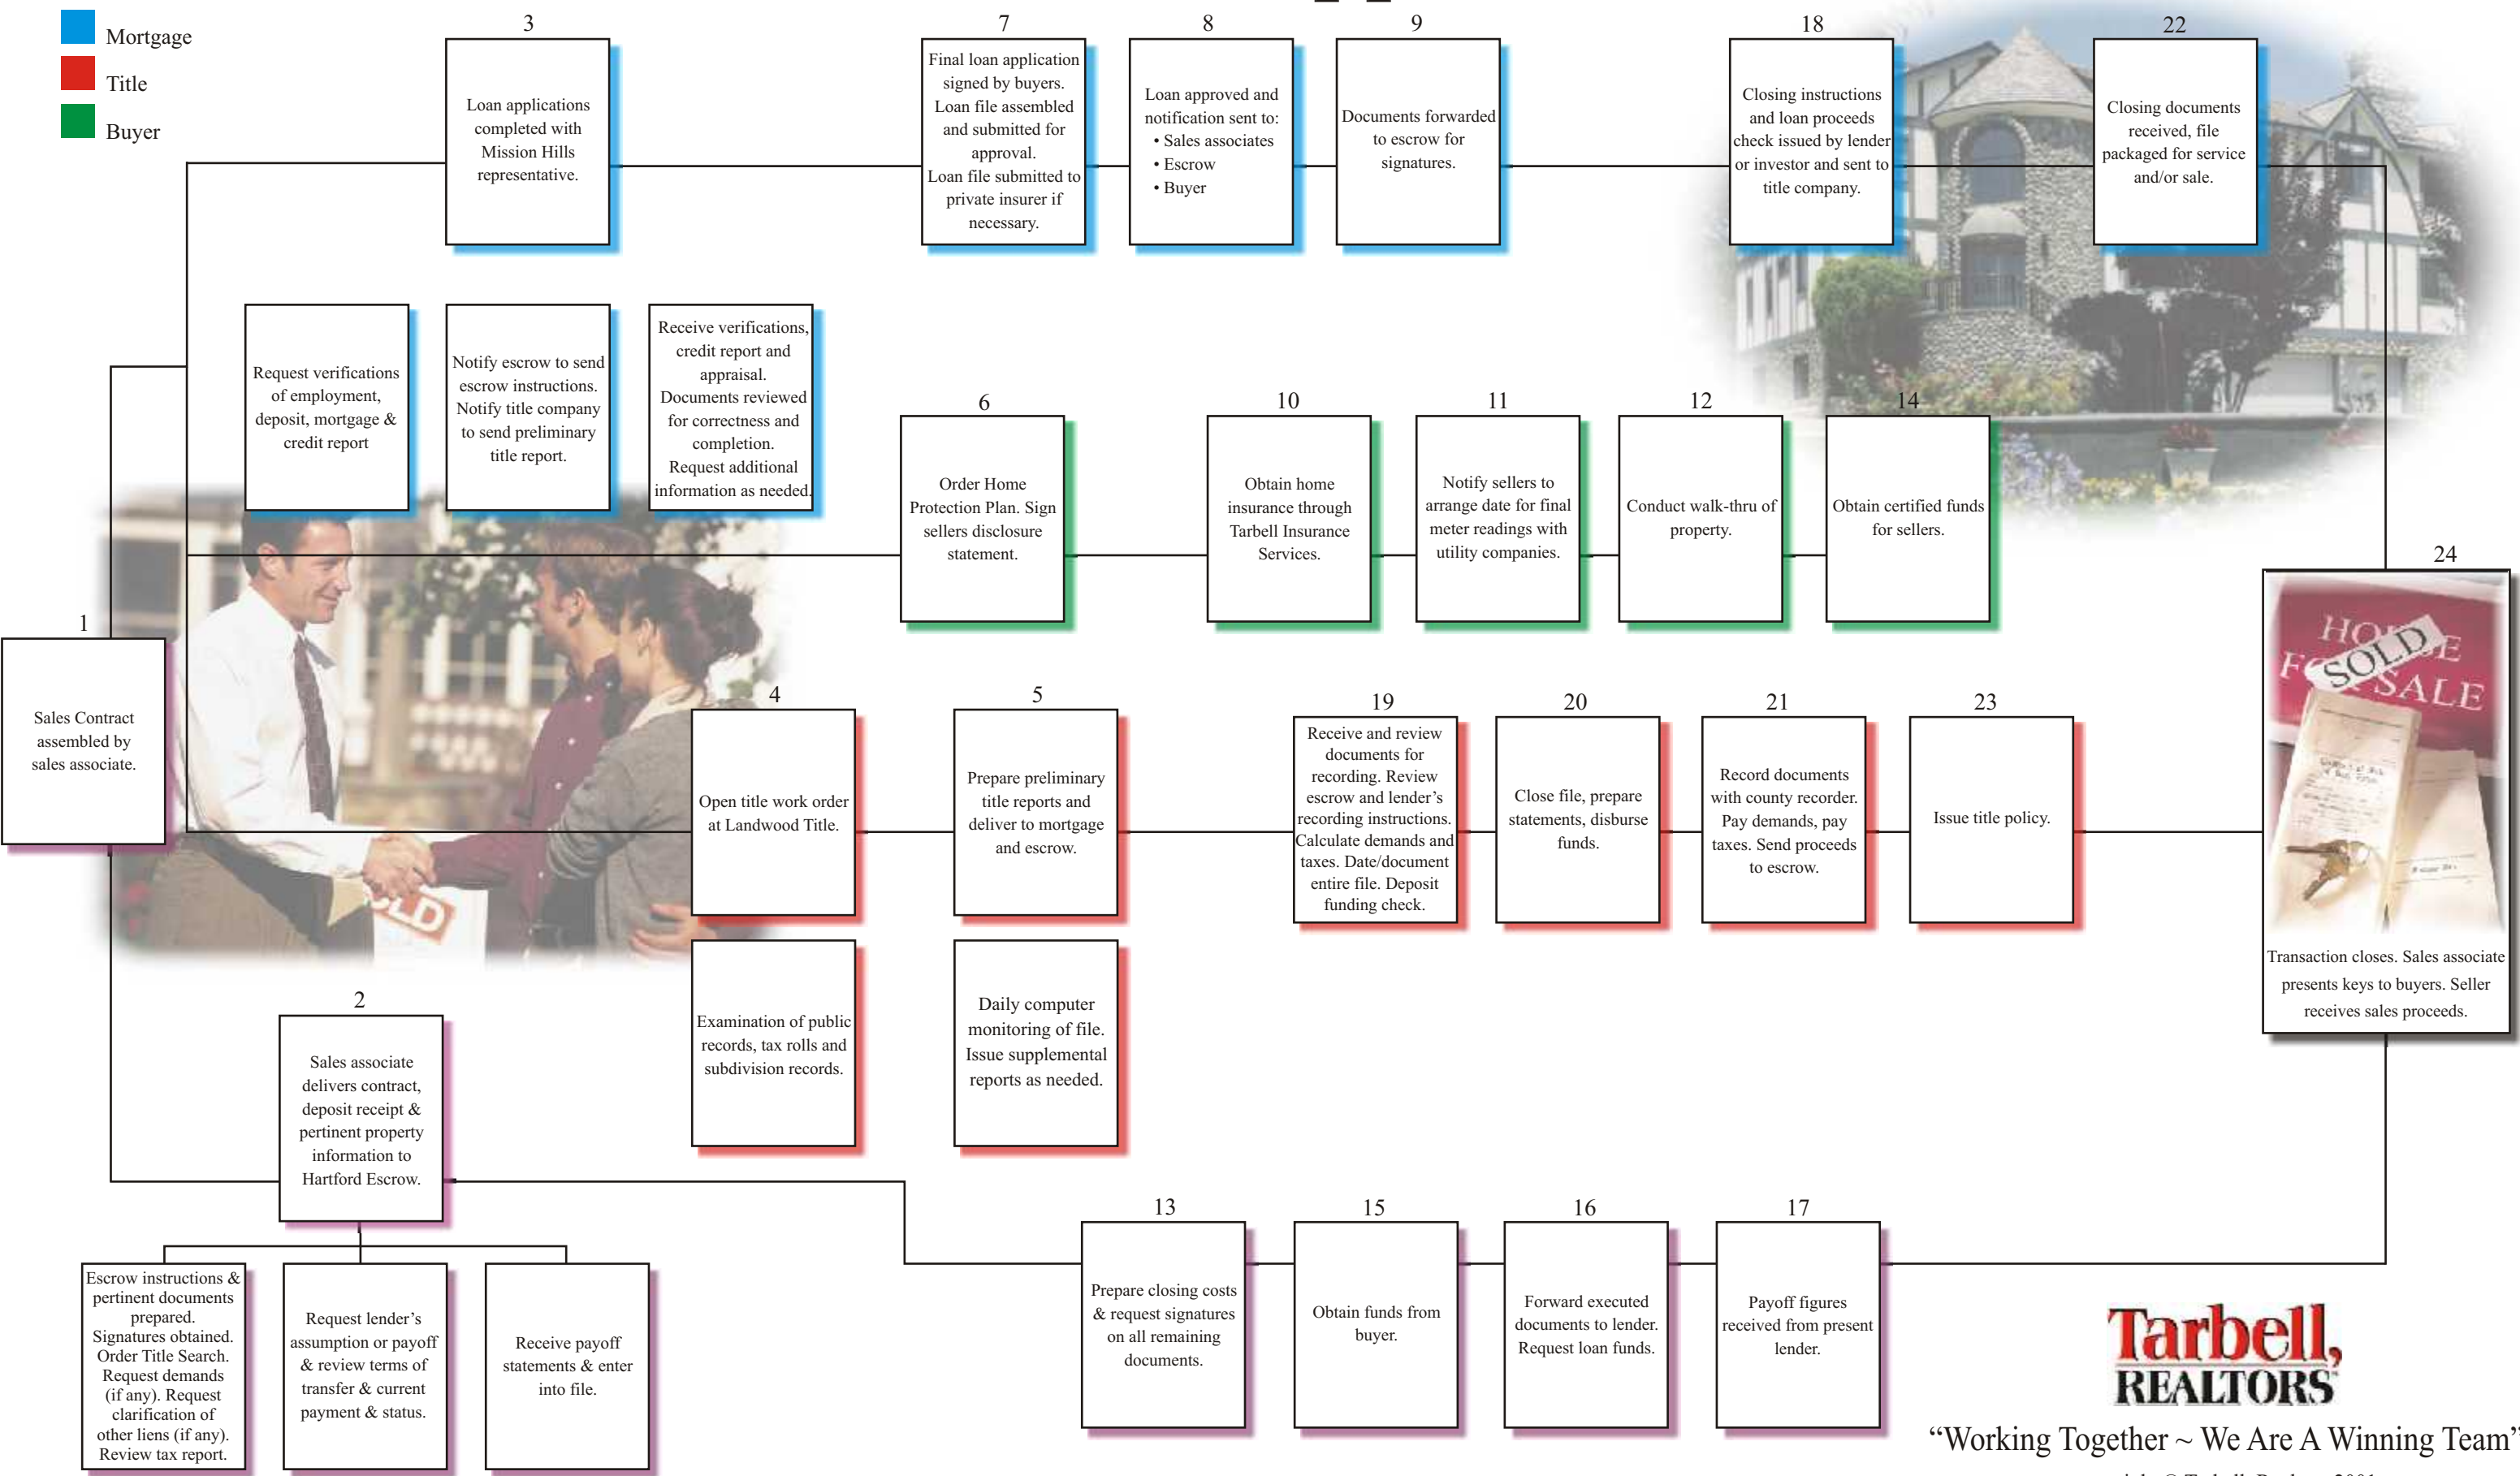 Mortgage
Title
Buyer
3
Loan applications
completed with
Mission Hills
representative.
7
Final loan application
signed by buyers.
Loan file assembled
and submitted for
approval.
Loan file submitted to
private insurer if
necessary.
8
Loan approved and
notification sent to:
• Sales associates
• Escrow
• Buyer
9
Documents forwarded
to escrow for
signatures.
18
Closing instructions
and loan proceeds
check issued by lender
or investor and sent to
title company.
22
Closing documents
received, file
packaged for service
and/or sale.
Request verifications
of employment,
deposit, mortgage &
credit report
Notify escrow to send
escrow instructions.
Notify title company
to send preliminary
title report.
Receive verifications,
credit report and
appraisal.
Documents reviewed
for correctness and
completion.
Request additional
information as needed.
6
Order Home
Protection Plan. Sign
sellers disclosure
statement.
10
Obtain home
insurance through
Tarbell Insurance
Services.
11
Notify sellers to
arrange date for final
meter readings with
utility companies.
12
Conduct walk-thru of
property.
14
Obtain certified funds
for sellers.
1
Sales Contract
assembled by
sales associate.
4
Open title work order
at Landwood Title.
Examination of public
records, tax rolls and
subdivision records.
5
Prepare preliminary
title reports and
deliver to mortgage
and escrow.
Daily computer
monitoring of file.
Issue supplemental
reports as needed.
19
Receive and review
documents for
recording. Review
escrow and lender’s
recording instructions.
Calculate demands and
taxes. Date/document
entire file. Deposit
funding check.
20
Close file, prepare
statements, disburse
funds.
21
Record documents
with county recorder.
Pay demands, pay
taxes. Send proceeds
to escrow.
23
Issue title policy.
24
SOLD
SALE
Transaction closes. Sales associate
presents keys to buyers. Seller
receives sales proceeds.
2
Sales associate
delivers contract,
deposit receipt &
pertinent property
information to
Hartford Escrow.
Escrow instructions &
pertinent documents
prepared.
Signatures obtained.
Order Title Search.
Request demands
(if any). Request
clarification of
other liens (if any).
Review tax report.
Request lender’s
assumption or payoff
& review terms of
transfer & current
payment & status.
Receive payoff
statements & enter
into file.
13
Prepare closing costs
& request signatures
on all remaining
documents.
15
Obtain funds from
buyer.
16
Forward executed
documents to lender.
Request loan funds.
17
Payoff figures
received from present
lender.
Tarbell,
REALTORS
“Working Together ~ We Are A Winning Team”